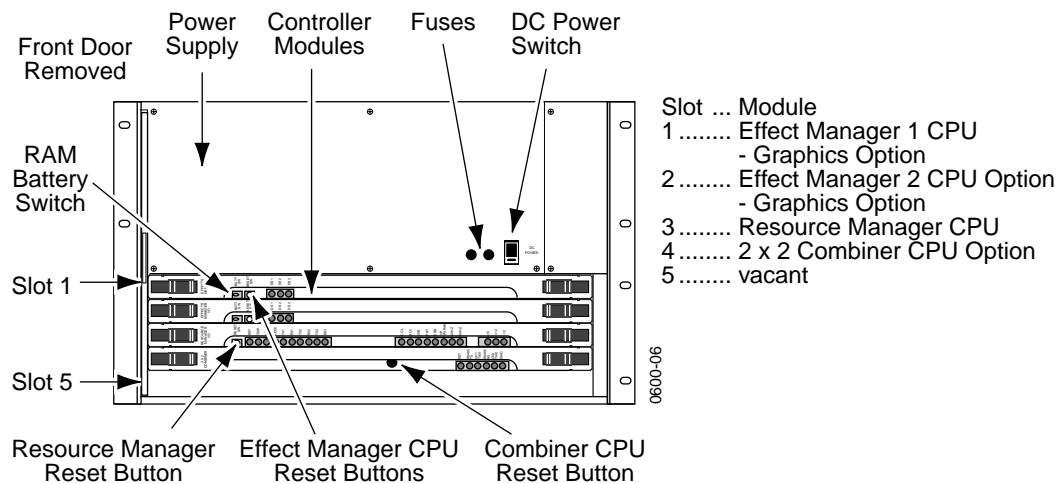 Front Door
Removed
Power
Supply
Controller
Modules
Fuses
DC Power
Switch
RAM
Battery
Switch
DC
POWER
Slot 1
Slot 5
Resource Manager
Reset Button
Effect Manager CPU
Reset Buttons
Combiner CPU
Reset Button
0600-06
Slot ... Module
1 ........ Effect Manager 1 CPU
- Graphics Option
2 ........ Effect Manager 2 CPU Option
- Graphics Option
3 ........ Resource Manager CPU
4 ........ 2 x 2 Combiner CPU Option
5 ........ vacant